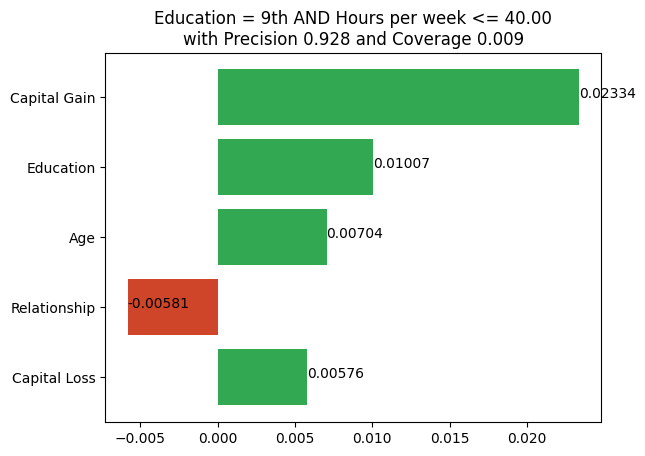 Education = 9th AND Hours per week <= 40.00
with Precision 0.928 and Coverage 0.009
Capital Gain
0.02334
Education
0.01007
Age
0.00704
Relationship
-0.00581
Capital Loss
0.00576
−0.005
0.000
0.005
0.010
0.015
0.020